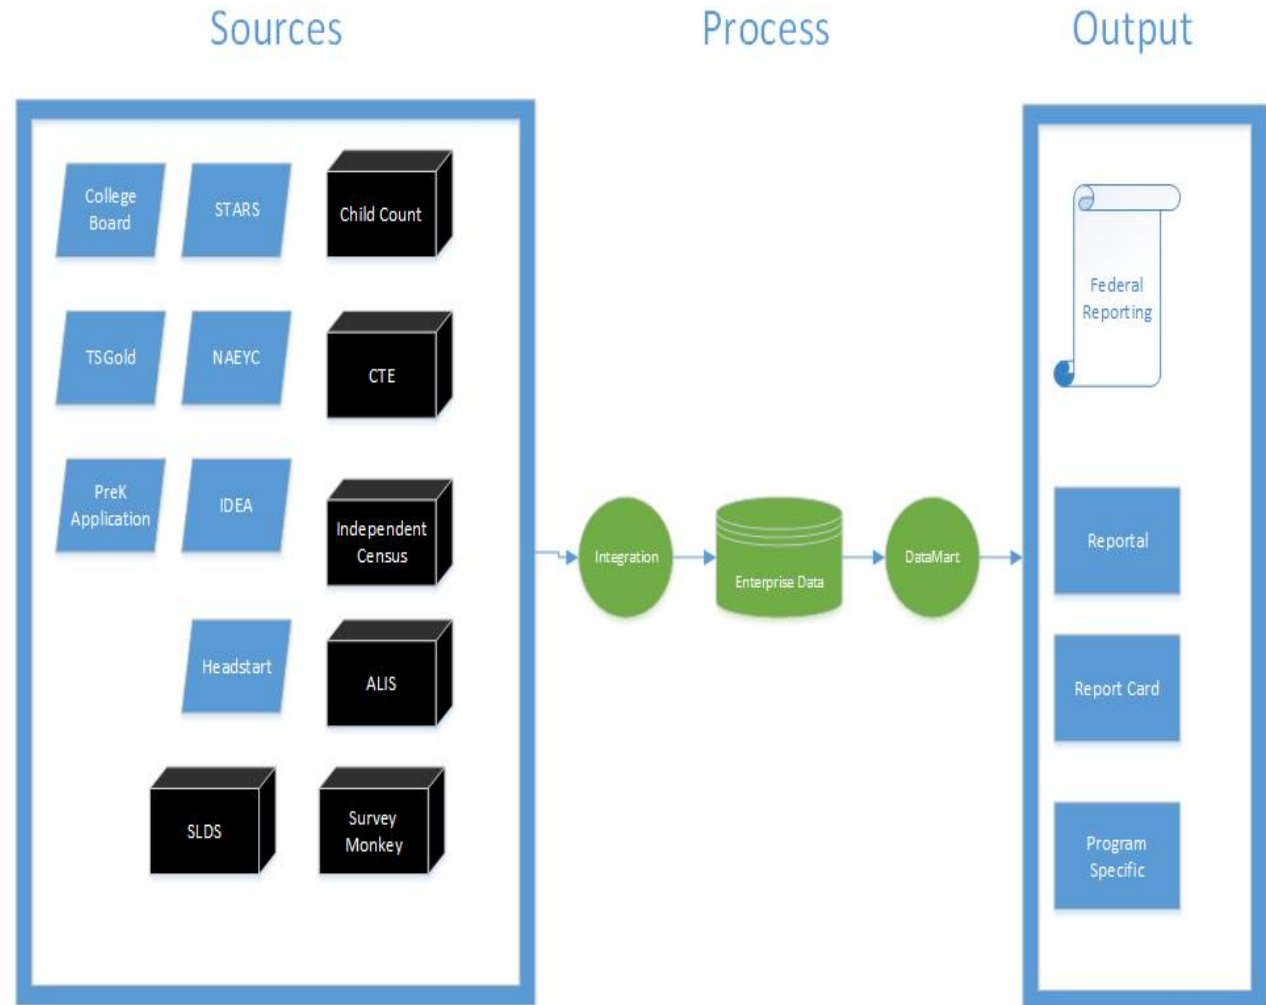 Sources
Process
Output
College
Board
STARS
Child Count
TSGold
NAEYC
CTE
PreK
Application
IDEA
Independent
Census
Headstart
ALIS
SLDS
Survey
Monkey
Integration
Enterprise Data
DataMart
Federal
Reporting
Reportal
Report Card
Program
Specific